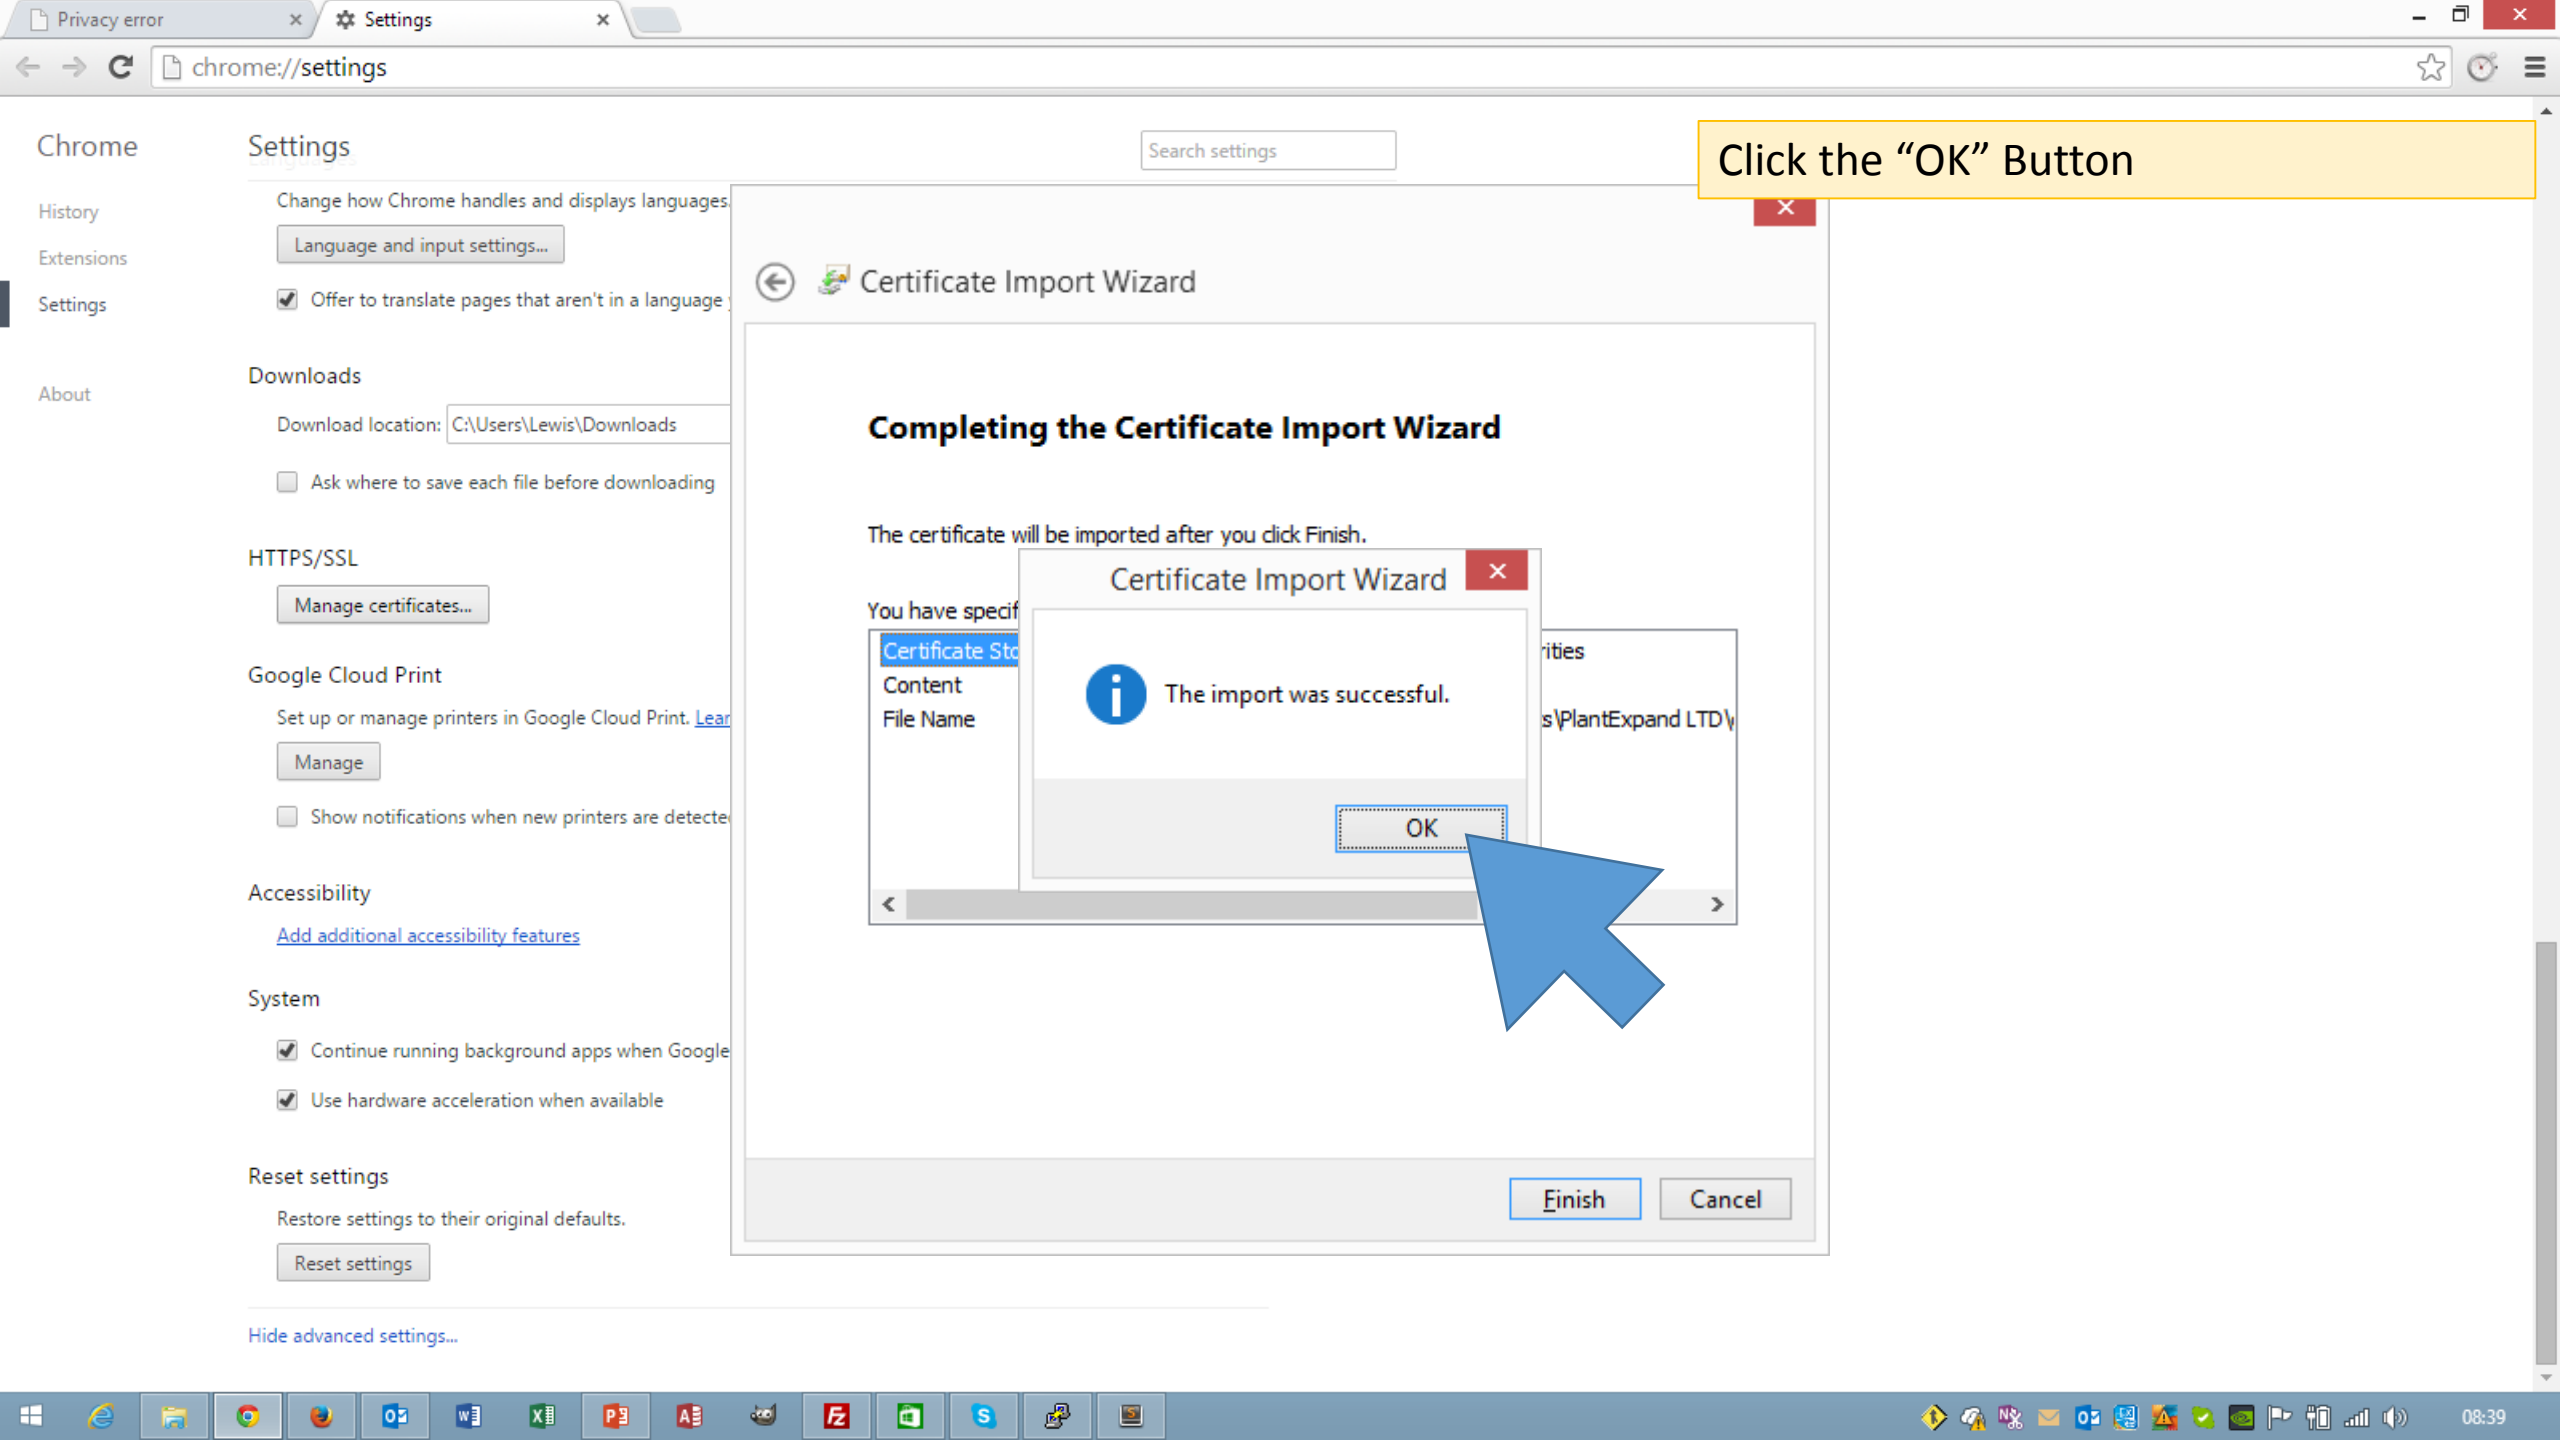 Privacy error
Settings
chrome://settings
Click the “OK” Button
Chrome
Settings
Search settings
History
Extensions
Settings
About
Change how Chrome handles and displays languages.
Language and input settings...
Offer to translate pages that aren't in a language
Downloads
Download location: C:\Users\Lewis\Downloads
Ask where to save each file before downloading
HTTPS/SSL
Manage certificates...
Google Cloud Print
Set up or manage printers in Google Cloud Print. Lear
Manage
Show notifications when new printers are detecte
Accessibility
Add additional accessibility features
System
Continue running background apps when Google
Use hardware acceleration when available
Reset settings
Restore settings to their original defaults.
Reset settings
Hide advanced settings...
Certificate Import Wizard
Completing the Certificate Import Wizard
The certificate will be imported after you click Finish.
You have specif
Certificate Sto
rities
Content
File Name
s\PlantExpand LTD\
Certificate Import Wizard
The import was successful.
OK
Finish
Cancel
08:39